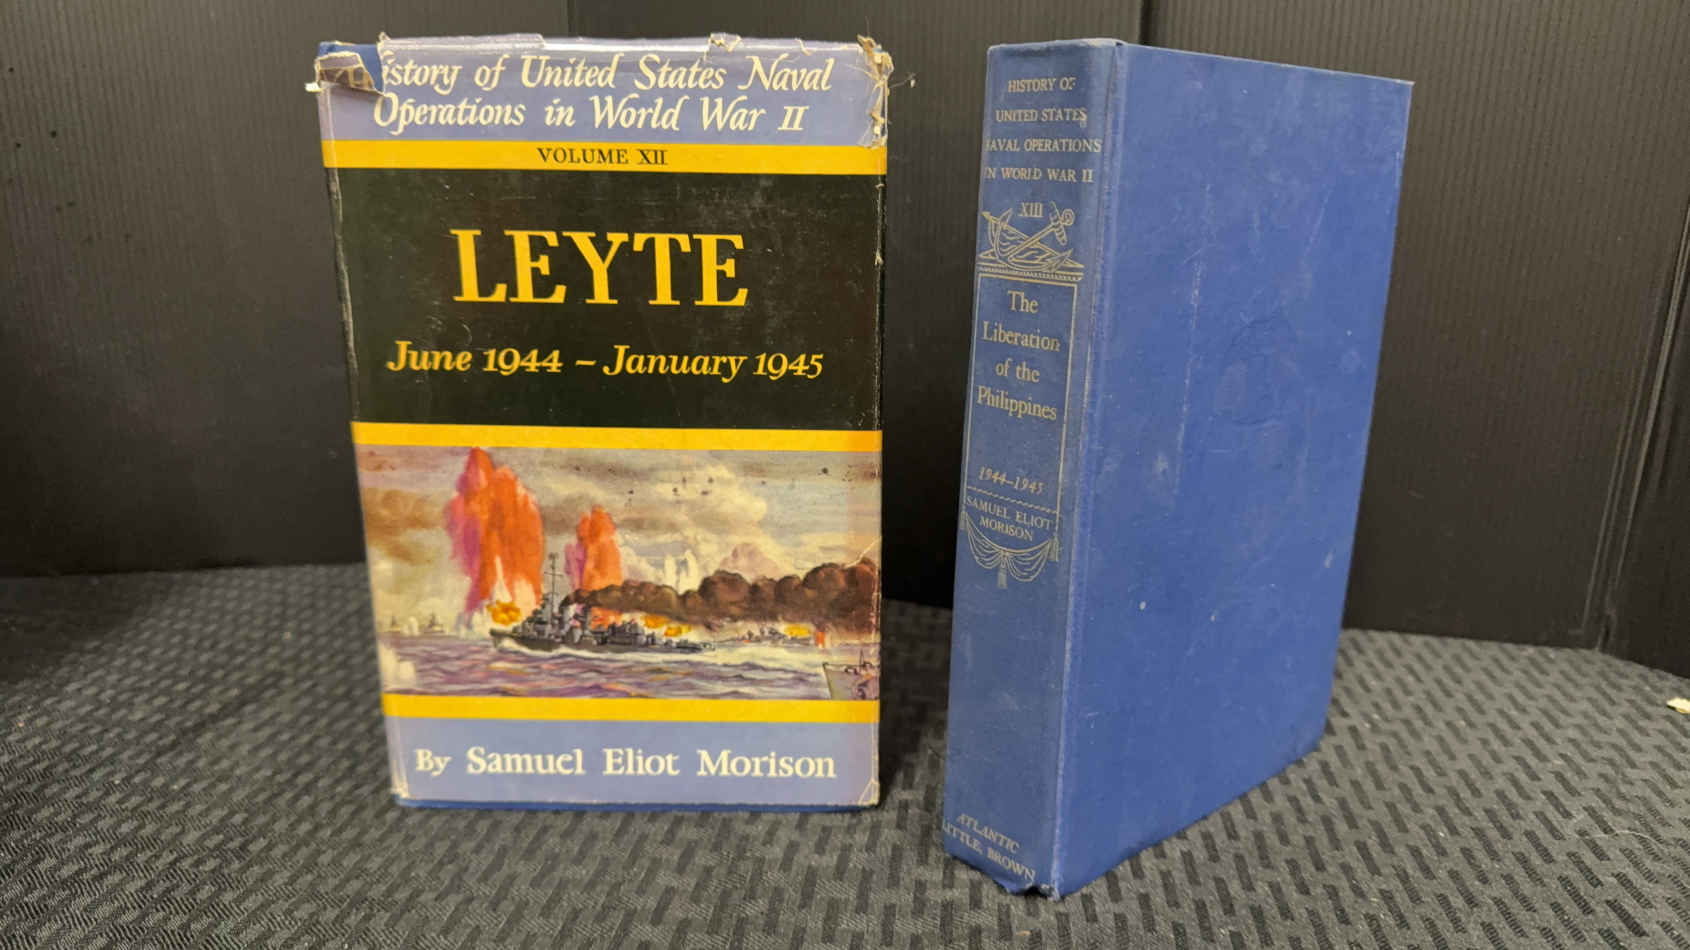 istory of United States Naval
Operations in World War II
VOLUME XII
LEYTE
June 1944 – January 1945
By Samuel Eliot Morison
HISTORY OF
UNITED STATES
NAVAL OPERATIONS
IN WORLD WAR II
XIII
The
Liberation
of the
Philippines
1944–1945
SAMUEL ELIOT
MORISON
ATLANTIC
LITTLE, BROWN